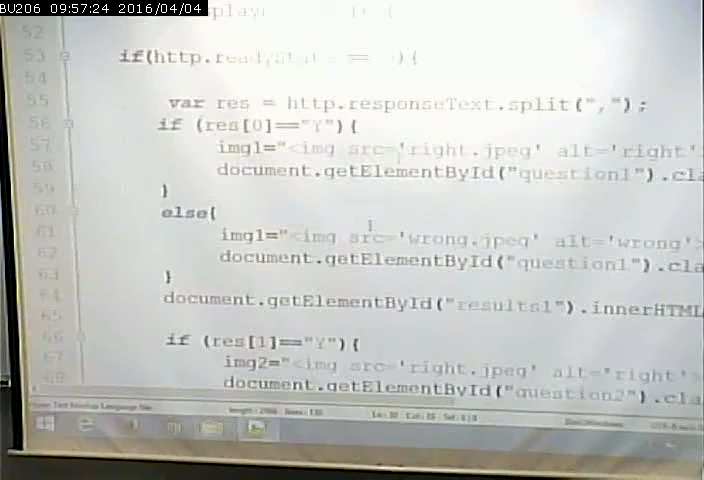 BU206 09:57:24 2016/04/04
52
53 if(http.readyStat == ){
54
55 var res = http.responseText.split(",");
56 if (res[0]=="Y"){
57 img1="<img src='right.jpeg' alt='right'>
58 document.getElementById("question1").cla
59 }
60 else{
61 img1="<img src='wrong.jpeg' alt='wrong'>
62 document.getElementById("question1").cla
63 }
64 document.getElementById("results1").innerHTML
65
66 if (res[1]=="Y"){
67 img2="<img src='right.jpeg' alt='right'>
68 document.getElementById("question2").cla